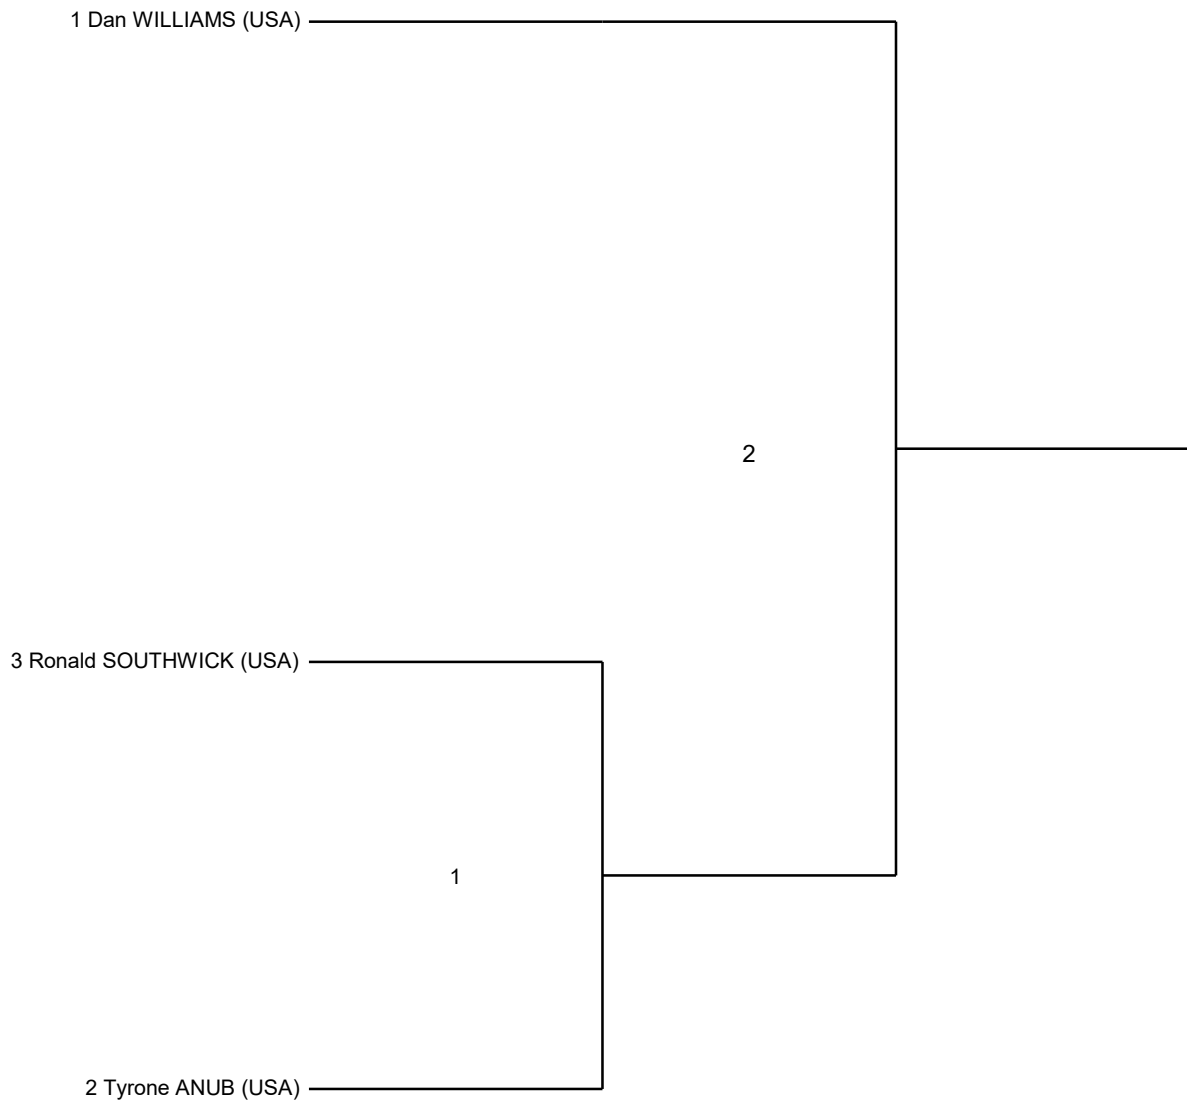 1 Dan WILLIAMS (USA)
2
3 Ronald SOUTHWICK (USA)
1
2 Tyrone ANUB (USA)